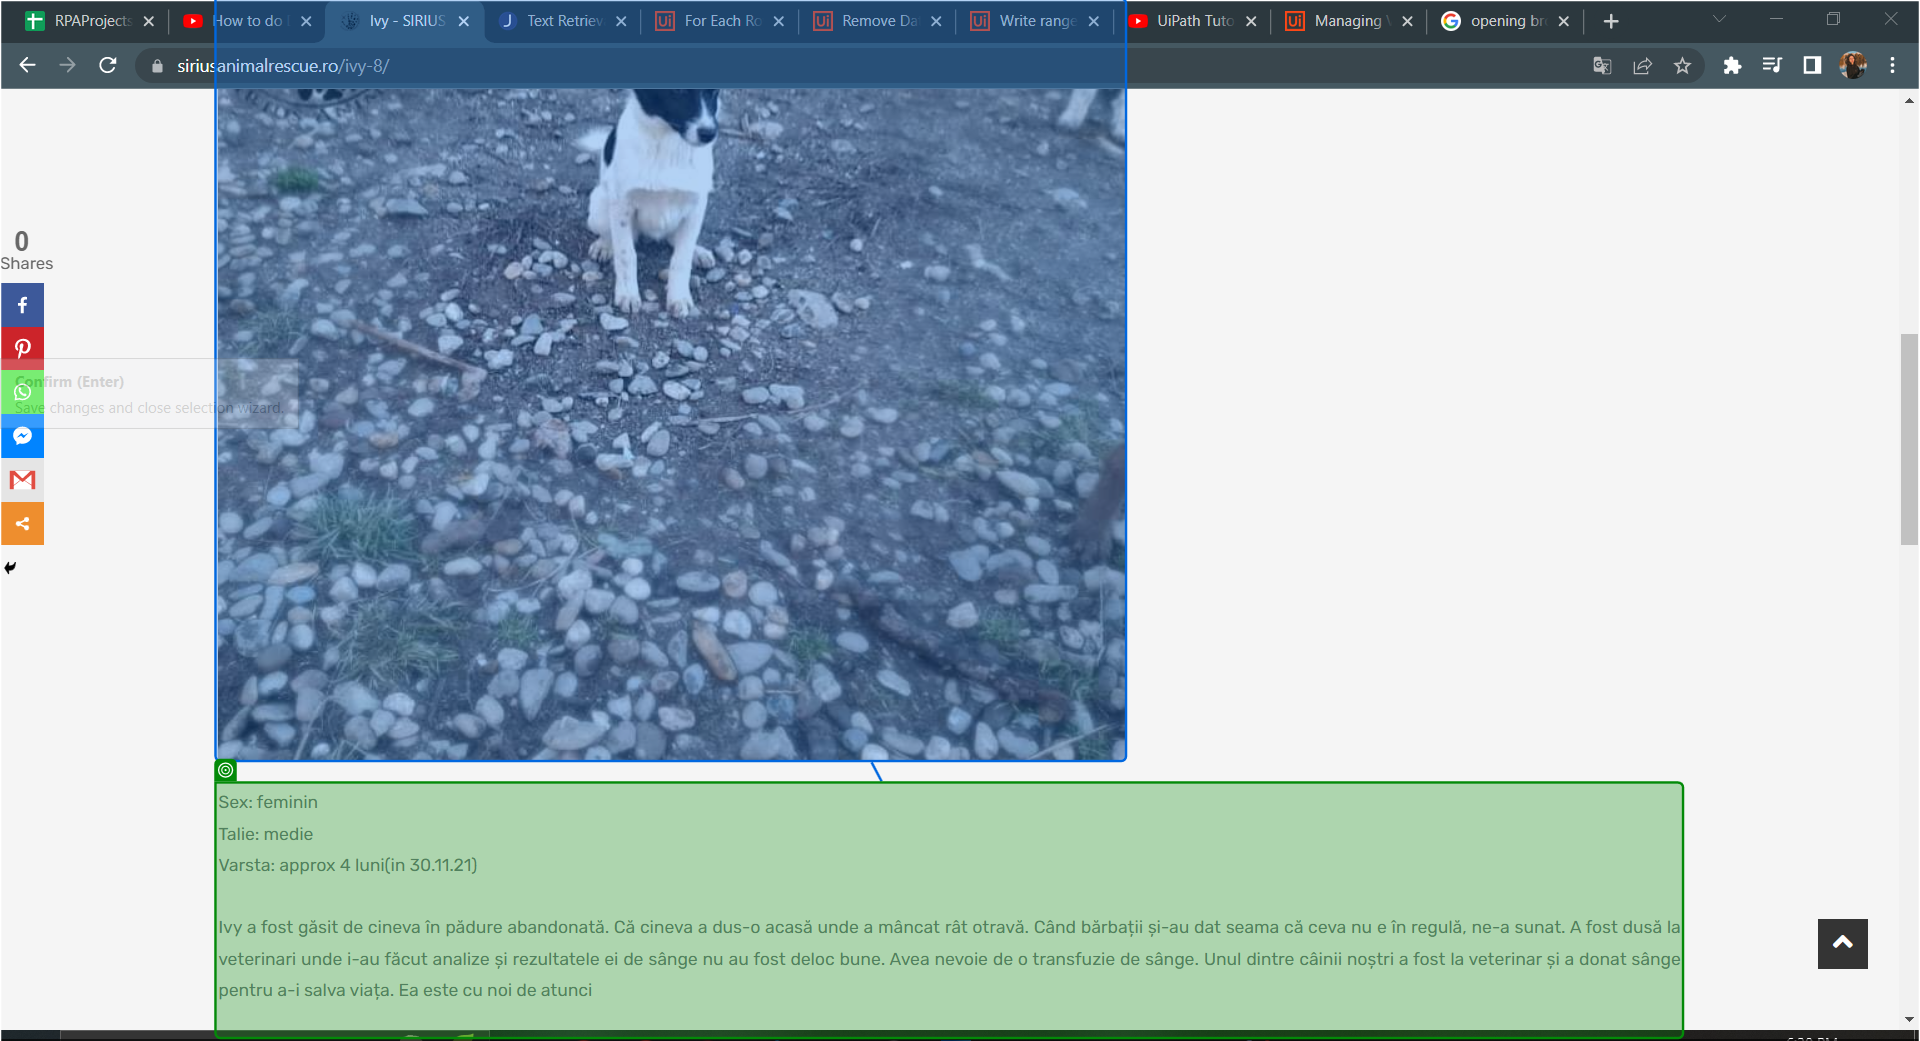 RPAProjects
How to do
Ivy - SIRIUS
Text Retriev
For Each Ro
Remove Da
Write range
UiPath Tuto
Managing
opening br
siriusanimalrescue.ro/ivy-8/
0
Shares
Confirm (Enter)
Save changes and close selection wizard.
Sex: feminin
Talie: medie
Varsta: approx 4 luni(in 30.11.21)
Ivy a fost găsit de cineva în pădure abandonată. Că cineva a dus-o acasă unde a mâncat rât otravă. Când bărbații și-au dat seama că ceva nu e în regulă, ne-a sunat. A fost dusă la
veterinari unde i-au făcut analize și rezultatele ei de sânge nu au fost deloc bune. Avea nevoie de o transfuzie de sânge. Unul dintre câinii noștri a fost la veterinar și a donat sânge
pentru a-i salva viața. Ea este cu noi de atunci